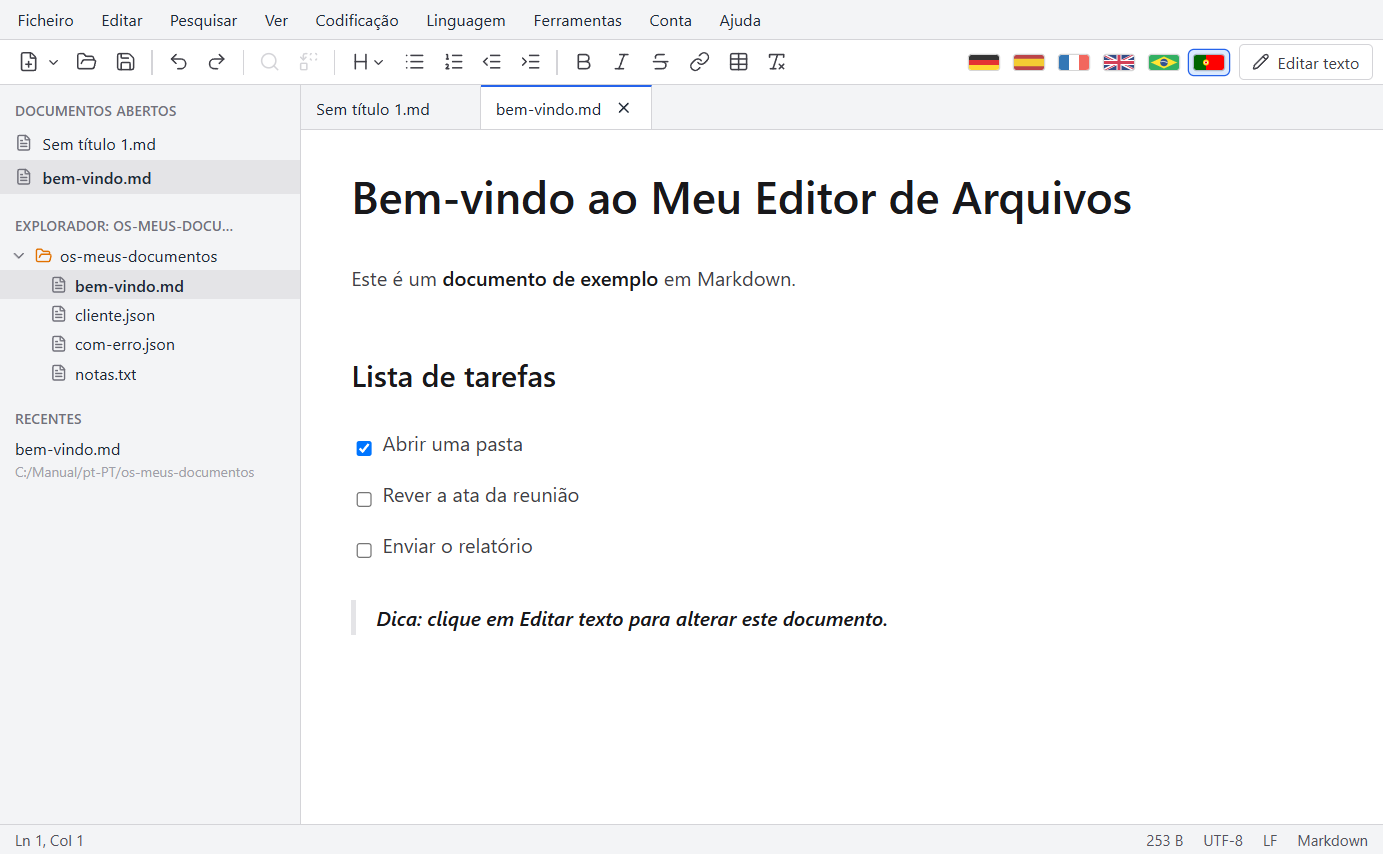 Ficheiro Editar Pesquisar Ver Codificação Linguagem Ferramentas Conta Ajuda
H B I S Editar texto
DOCUMENTOS ABERTOS
Sem título 1.md
bem-vindo.md
EXPLORADOR: OS-MEUS-DOCU...
os-meus-documentos
bem-vindo.md
cliente.json
com-erro.json
notas.txt
RECENTES
bem-vindo.md
C:/Manual/pt-PT/os-meus-documentos
Sem título 1.md bem-vindo.md
Bem-vindo ao Meu Editor de Arquivos
Este é um documento de exemplo em Markdown.
Lista de tarefas
Abrir uma pasta
Rever a ata da reunião
Enviar o relatório
Dica: clique em Editar texto para alterar este documento.
Ln 1, Col 1 253 B UTF-8 LF Markdown